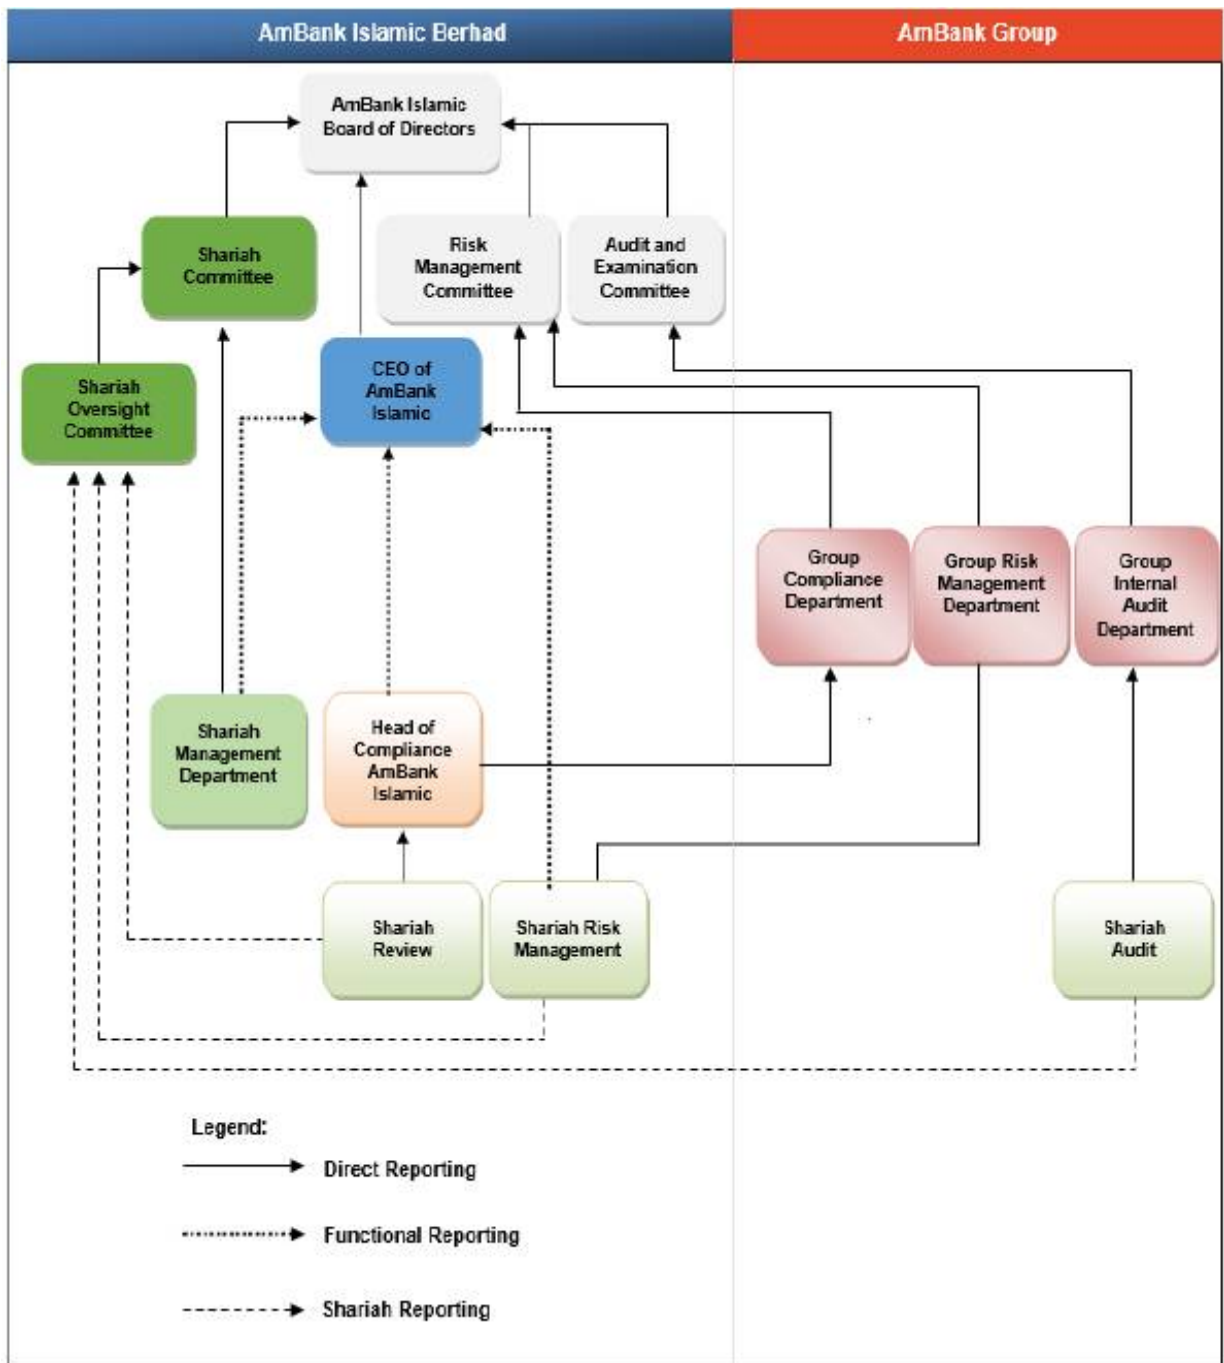 AmBank Islamic Berhad
AmBank Group
AmBank Islamic
Board of Directors
Shariah
Committee
Risk
Management
Committee
Audit and
Examination
Committee
Shariah
Oversight
Committee
CEO of
AmBank
Islamic
Group
Compliance
Department
Group Risk
Management
Department
Group
Internal
Audit
Department
Shariah
Management
Department
Head of
Compliance
AmBank
Islamic
Shariah
Review
Shariah Risk
Management
Shariah
Audit
Legend:
Direct Reporting
Functional Reporting
Shariah Reporting